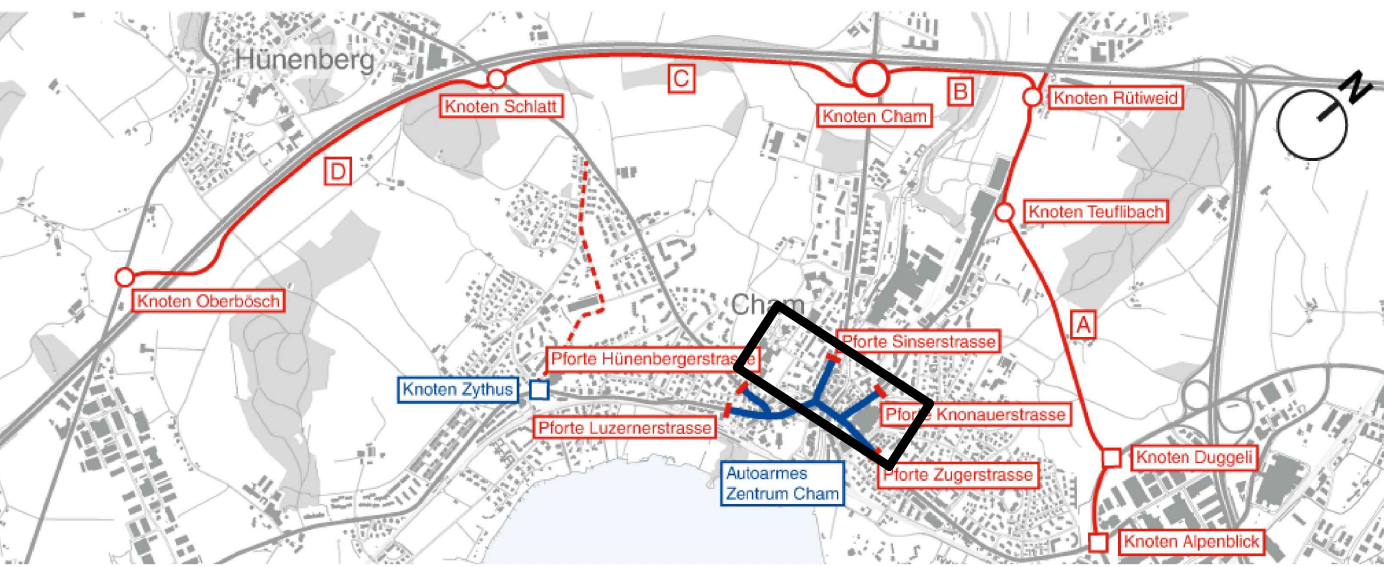 Hünenberg
N
C
B
Knoten Schlatt
Knoten Cham
Knoten Rütiweid
D
Knoten Teuflibach
Knoten Oberbösch
Cham
A
Pforte Sinserstrasse
Pforte Hünenbergerstrasse
Knoten Zythus
Pforte Knonauerstrasse
Pforte Luzernerstrasse
Knoten Duggeli
Autoarmes
Zentrum Cham
Pforte Zugerstrasse
Knoten Alpenblick